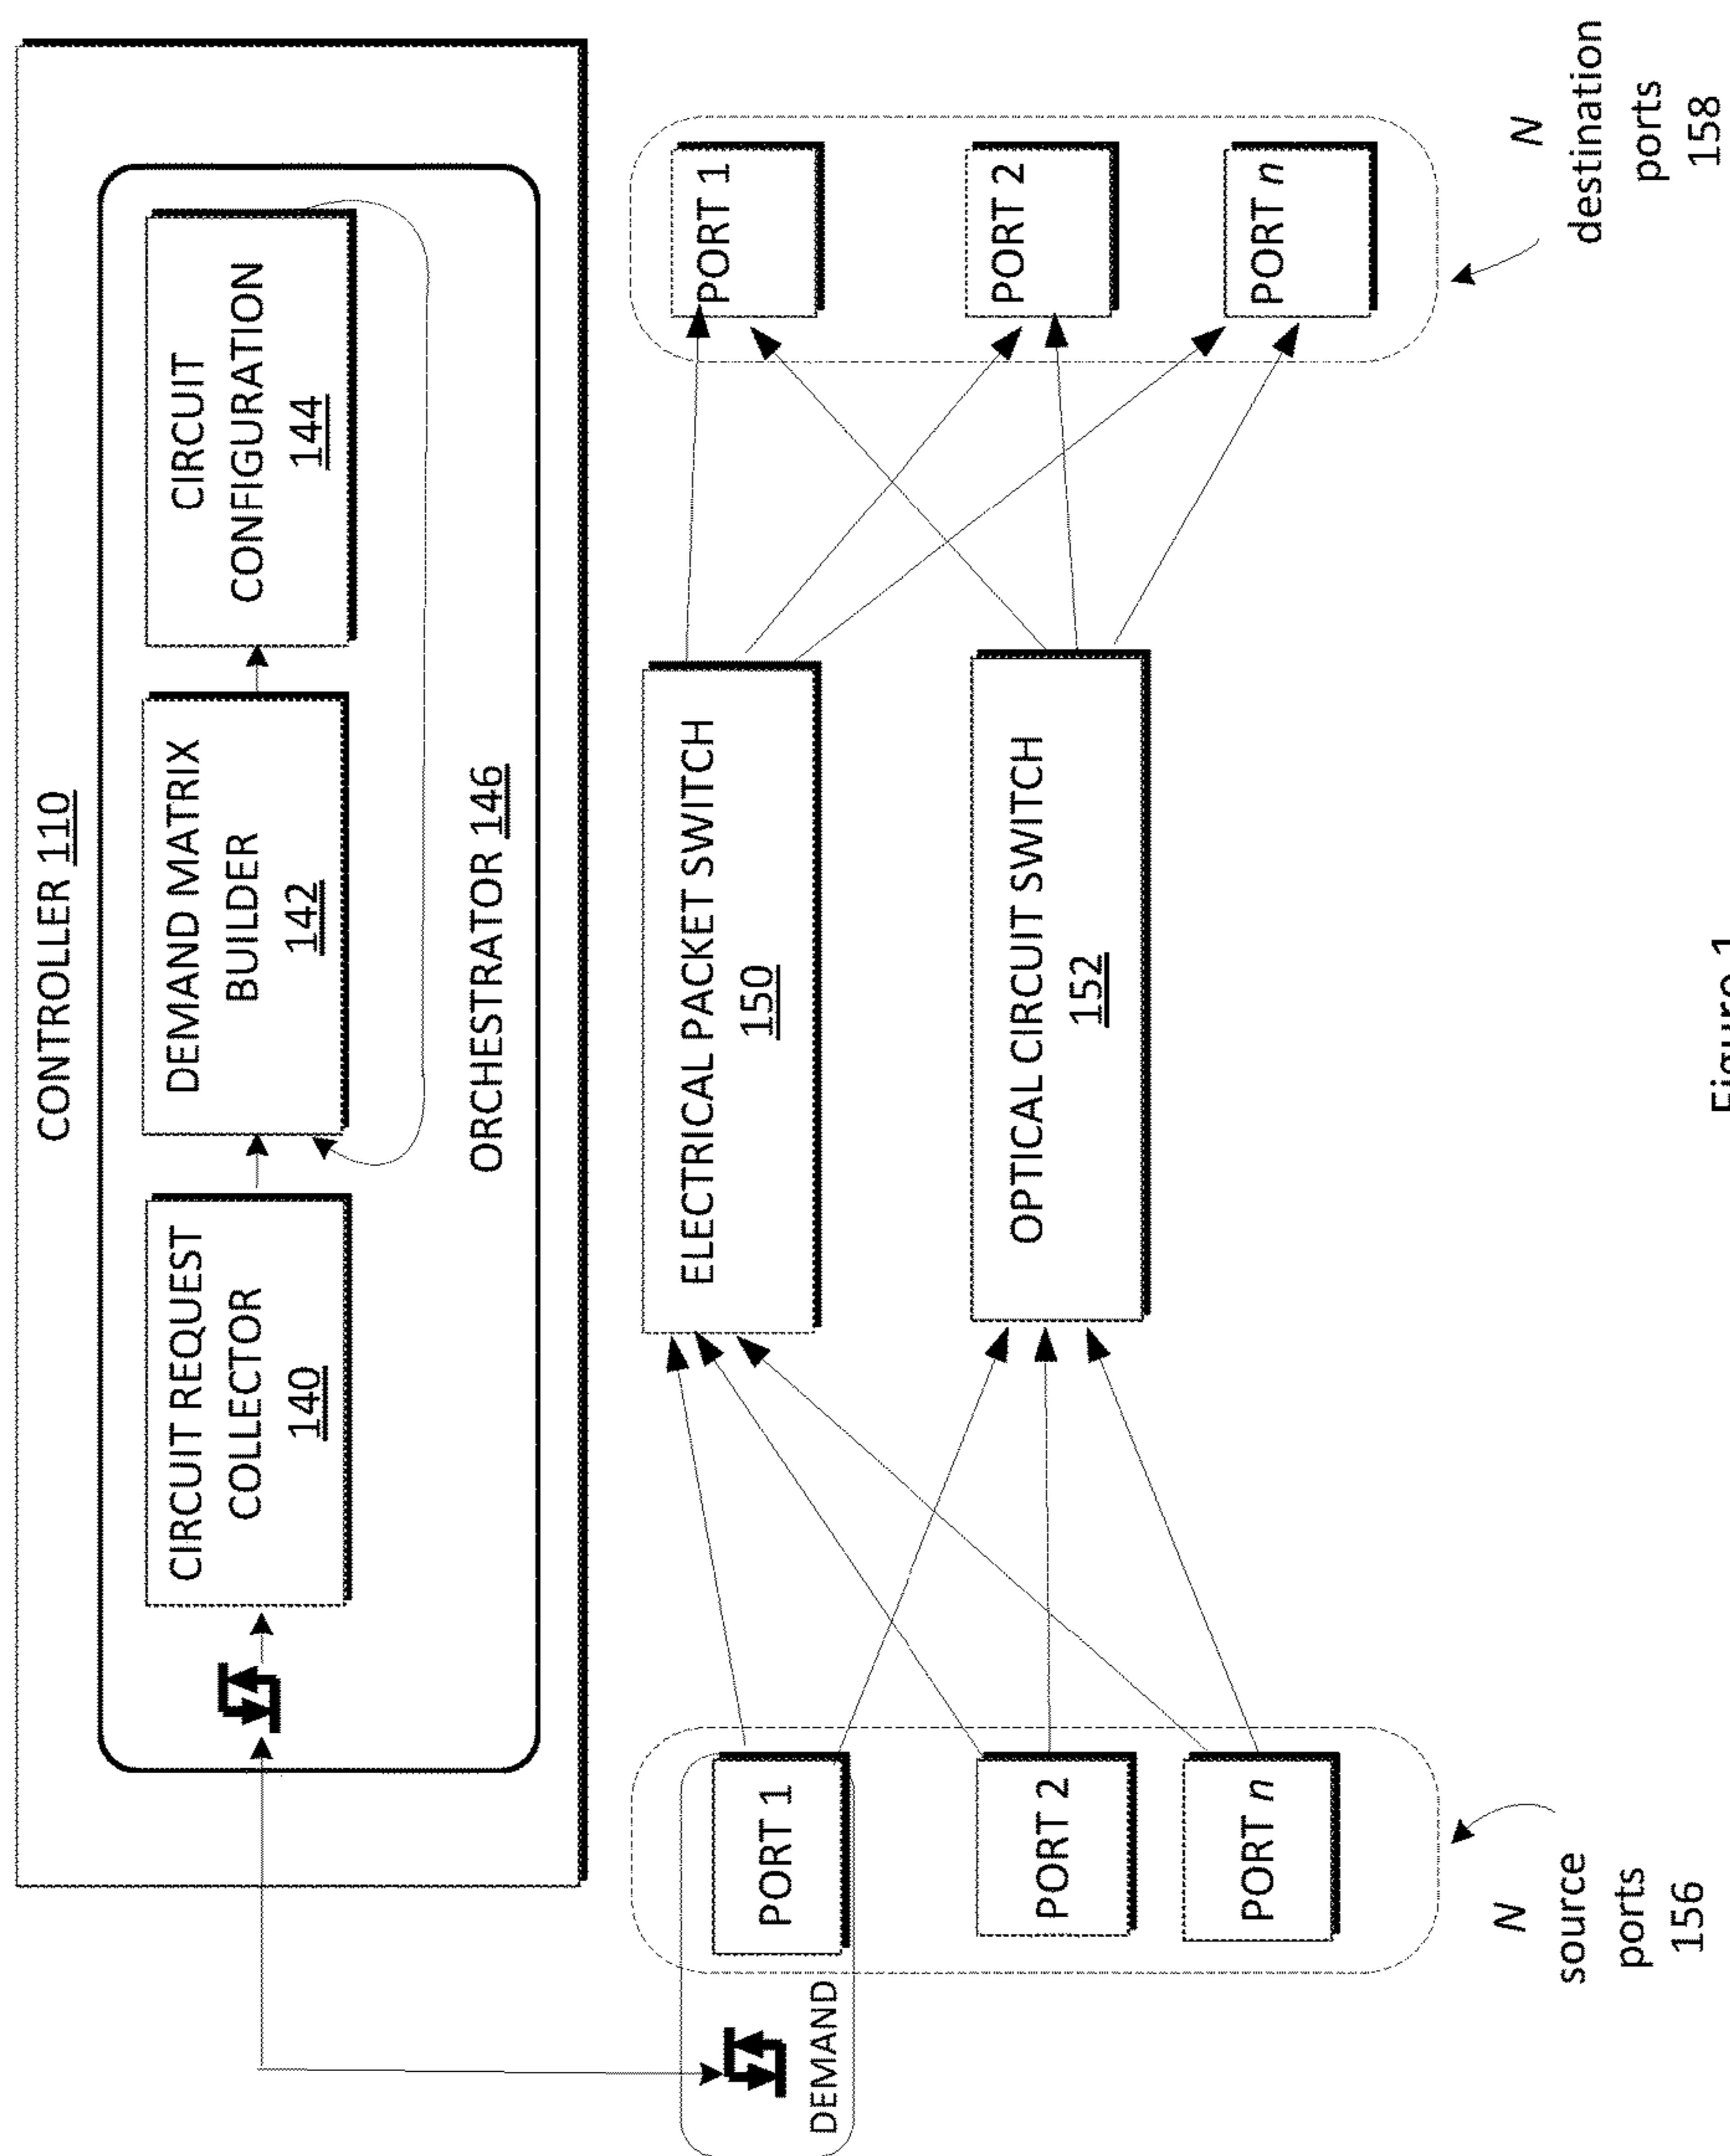 CONTROLLER 110
CIRCUIT REQUEST
COLLECTOR
140
DEMAND MATRIX
BUILDER
142
CIRCUIT
CONFIGURATION
144
ORCHESTRATOR 146
DEMAND
PORT 1
PORT 2
PORT n
ELECTRICAL PACKET SWITCH
150
OPTICAL CIRCUIT SWITCH
152
PORT 1
PORT 2
PORT n
N
source
ports
156
N
destination
ports
158
Figure 1